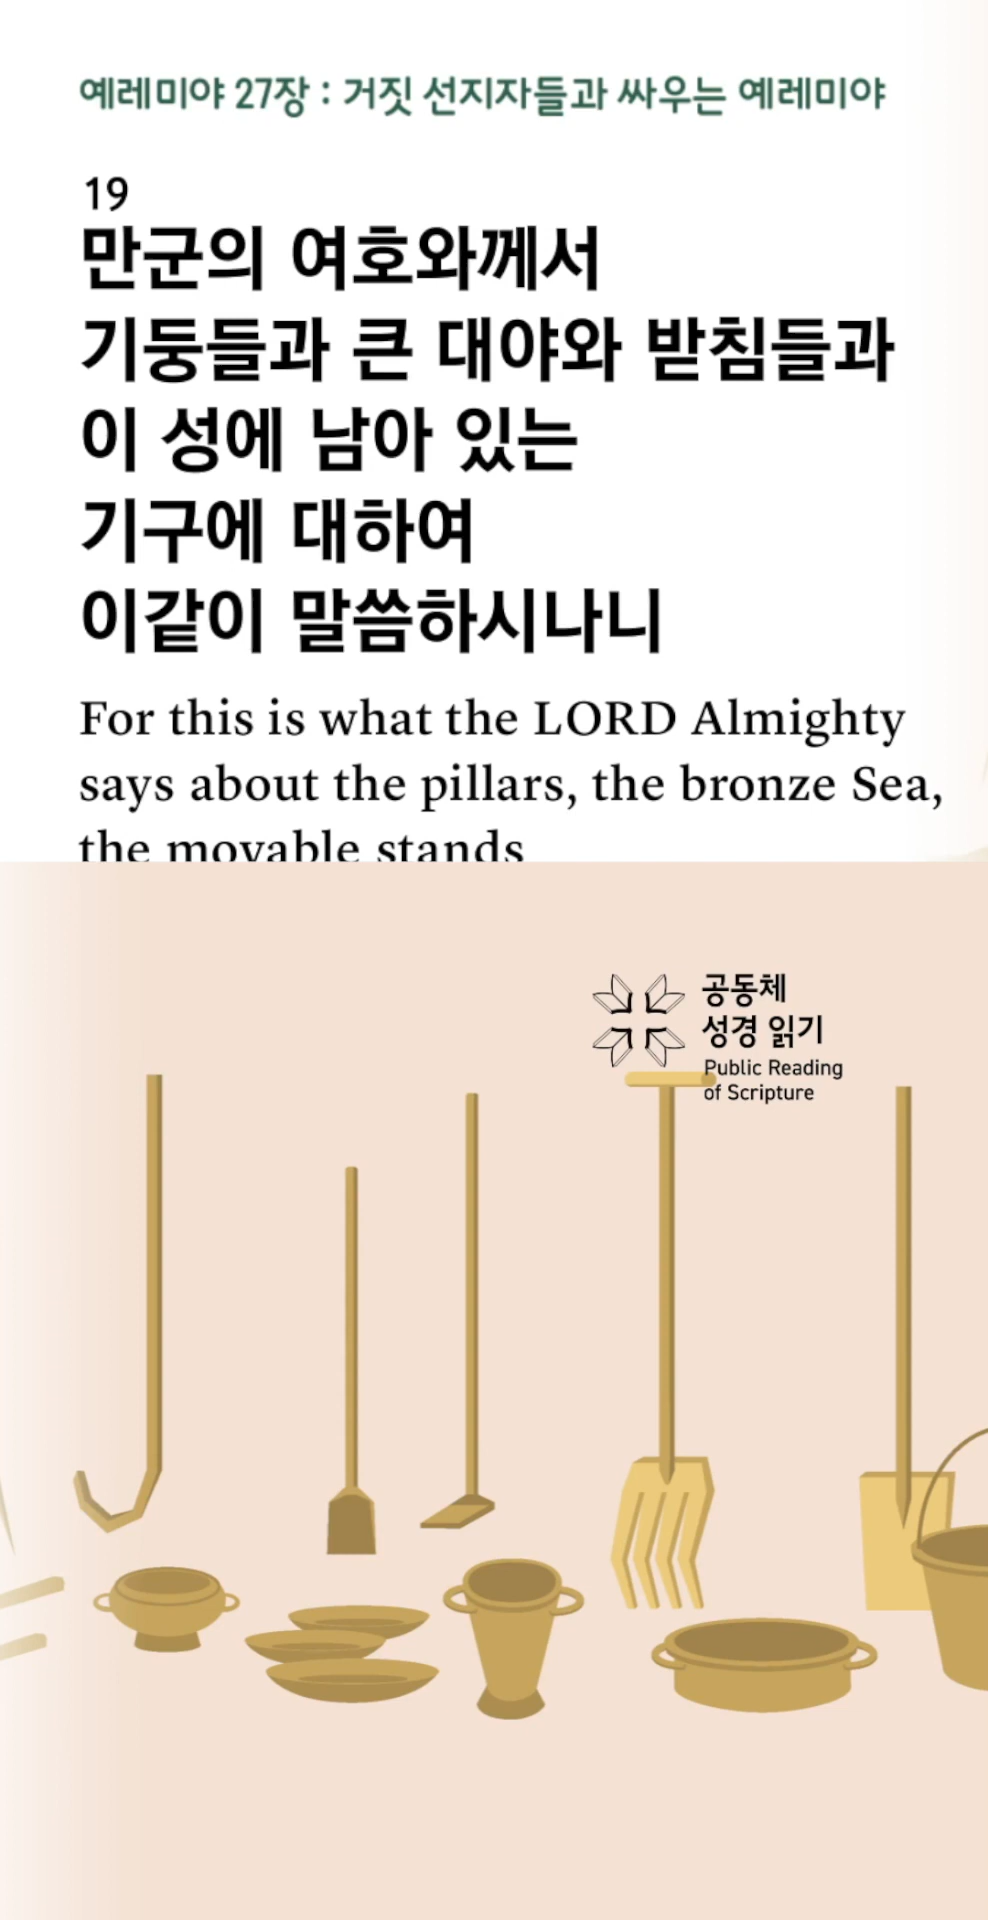 예레미야 27장 : 거짓 선지자들과 싸우는 예레미야
19
만군의 여호와께서
기둥들과 큰 대야와 받침들과
이 성에 남아 있는
기구에 대하여
이같이 말씀하시나니
For this is what the LORD Almighty
says about the pillars, the bronze Sea,
the movable stands
공동체
성경 읽기
Public Reading
of Scripture